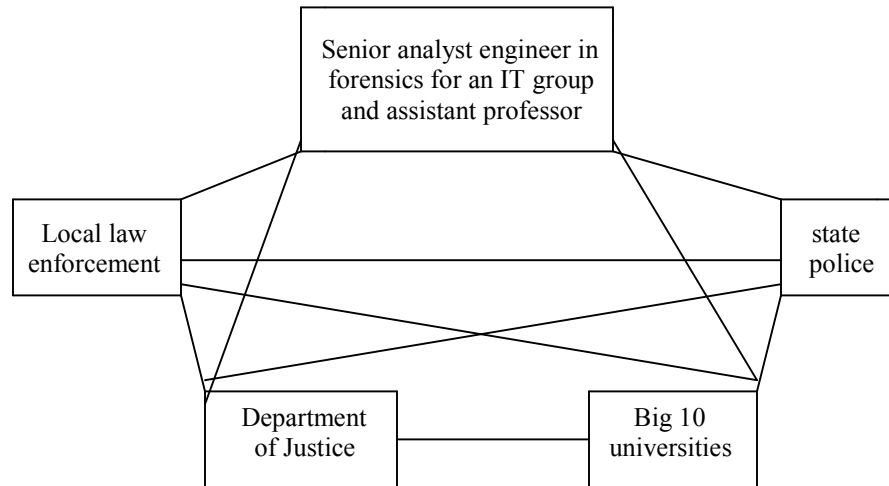 Senior analyst engineer in
forensics for an IT group
and assistant professor
Local law
enforcement
state
police
Department
of Justice
Big 10
universities